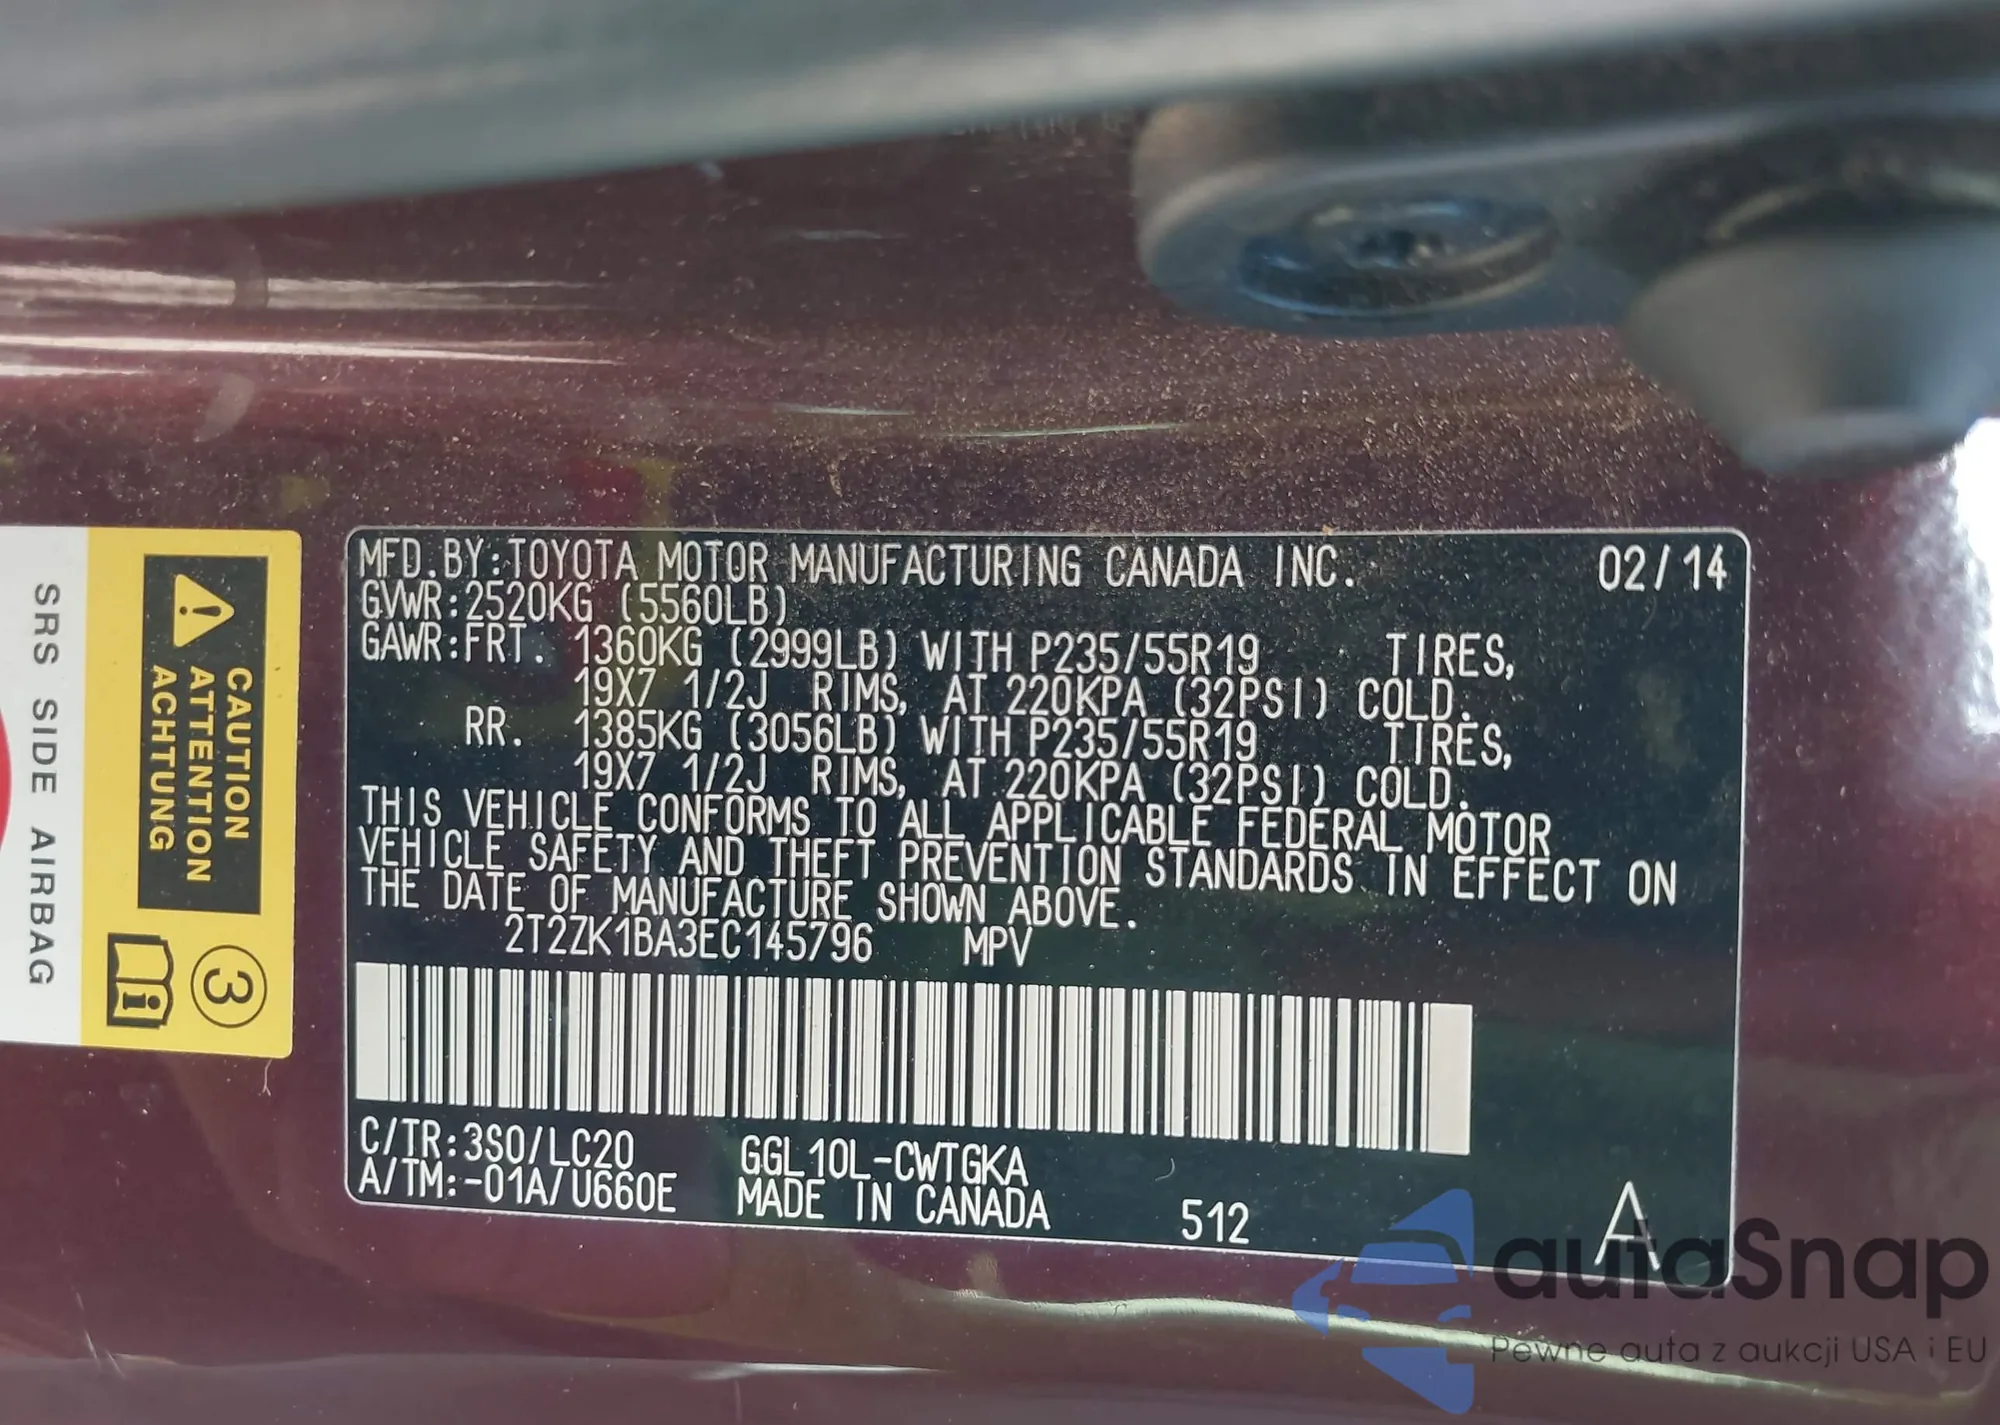 MFD.BY:TOYOTA MOTOR MANUFACTURING CANADA INC. 02/14
GVWR:2520KG (5560LB)
GAWR:FRT. 1360KG (2999LB) WITH P235/55R19 TIRES,
19X7 1/2J RIMS, AT 220KPA (32PSI) COLD.
RR. 1385KG (3056LB) WITH P235/55R19 TIRES,
19X7 1/2J RIMS, AT 220KPA (32PSI) COLD.
THIS VEHICLE CONFORMS TO ALL APPLICABLE FEDERAL MOTOR
VEHICLE SAFETY AND THEFT PREVENTION STANDARDS IN EFFECT ON
THE DATE OF MANUFACTURE SHOWN ABOVE.
2T2ZK1BA3EC145796 MPV
C/TR:3S0/LC20 GGL10L-CWTGKA
A/TM:-01A/U660E MADE IN CANADA 512 A
CAUTION
ATTENTION
ACHTUNG
3
SRS SIDE AIRBAG
autaSnap
Pewne auta z aukcji USA i EU